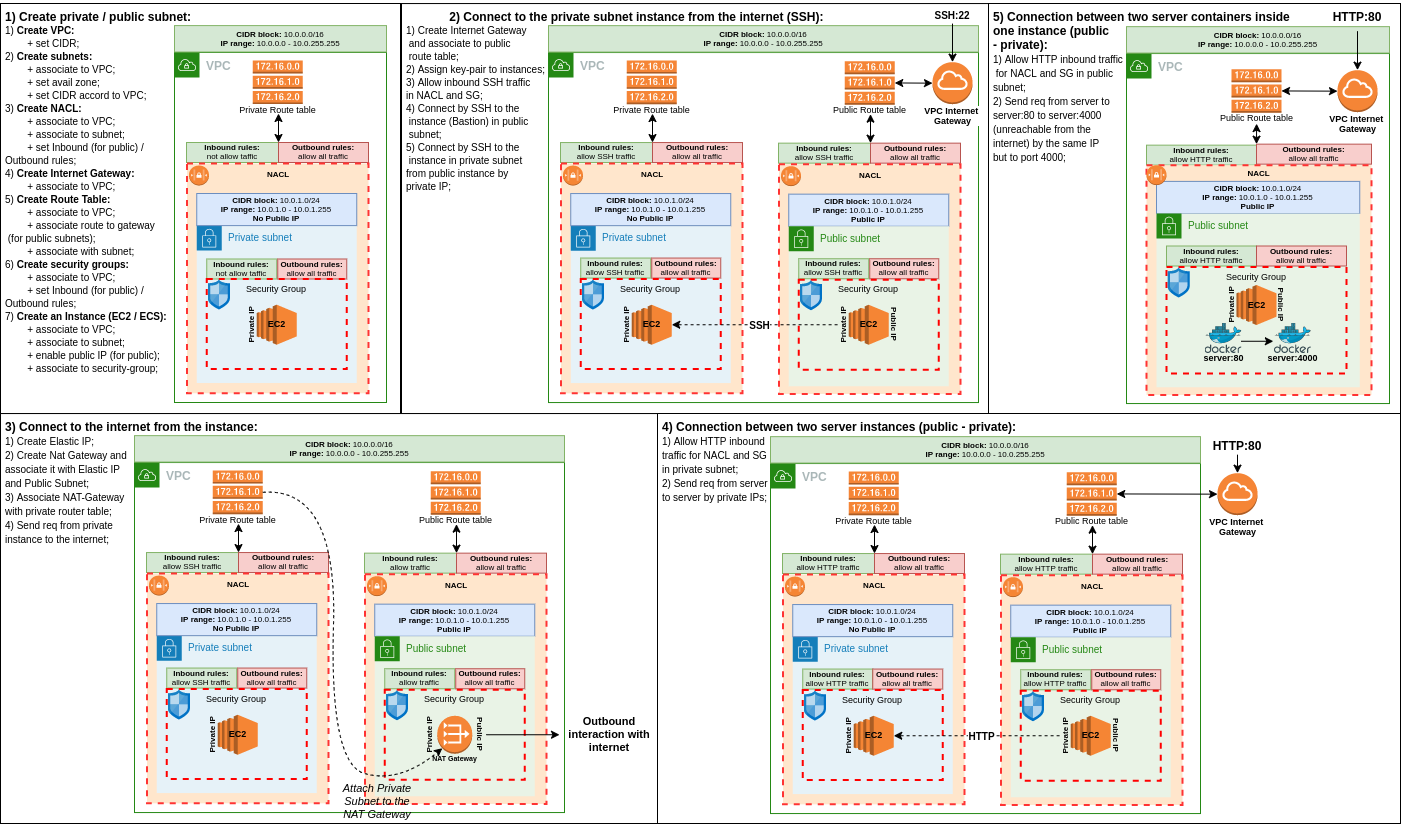 1) Create private / public subnet:
1) Create VPC:
+ set CIDR;
2) Create subnets:
+ associate to VPC;
+ set avail zone;
+ set CIDR accord to VPC;
3) Create NACL:
+ associate to VPC;
+ associate to subnet;
+ set Inbound (for public) /
Outbound rules;
4) Create Internet Gateway:
+ associate to VPC;
5) Create Route Table:
+ associate to VPC;
+ associate route to gateway
(for public subnets);
+ associate with subnet;
6) Create security groups:
+ associate to VPC;
+ set Inbound (for public) /
Outbound rules;
7) Create an Instance (EC2 / ECS):
+ associate to VPC;
+ associate to subnet;
+ enable public IP (for public);
+ associate to security-group;
CIDR block: 10.0.0.0/16
IP range: 10.0.0.0 - 10.0.255.255
VPC
172.16.0.0
172.16.1.0
172.16.2.0
Private Route table
Inbound rules:
not allow traffic
Outbound rules:
allow all traffic
NACL
CIDR block: 10.0.1.0/24
IP range: 10.0.1.0 - 10.0.1.255
No Public IP
Private subnet
Inbound rules:
not allow taffic
Outbound rules:
allow all traffic
Security Group
Private IP
EC2
2) Connect to the private subnet instance from the internet (SSH):
1) Create Internet Gateway
and associate to public
route table;
2) Assign key-pair to instances;
3) Allow inbound SSH traffic
in NACL and SG;
4) Connect by SSH to the
instance (Bastion) in public
subnet;
5) Connect by SSH to the
instance in private subnet
from public instance by
private IP;
SSH:22
CIDR block: 10.0.0.0/16
IP range: 10.0.0.0 - 10.0.255.255
VPC
172.16.0.0
172.16.1.0
172.16.2.0
Private Route table
172.16.0.0
172.16.1.0
172.16.2.0
Public Route table
VPC Internet
Gateway
Inbound rules:
allow SSH traffic
Outbound rules:
allow all traffic
NACL
CIDR block: 10.0.1.0/24
IP range: 10.0.1.0 - 10.0.1.255
No Public IP
Private subnet
Inbound rules:
allow SSH traffic
Outbound rules:
allow all traffic
Security Group
Private IP
EC2
SSH
Inbound rules:
allow SSH traffic
Outbound rules:
allow all traffic
NACL
CIDR block: 10.0.1.0/24
IP range: 10.0.1.0 - 10.0.1.255
Public IP
Public subnet
Inbound rules:
allow SSH traffic
Outbound rules:
allow all traffic
Security Group
Private IP
EC2
Public IP
5) Connection between two server containers inside
one instance (public
- private):
1) Allow HTTP inbound traffic
for NACL and SG in public
subnet;
2) Send req from server to
server:80 to server:4000
(unreachable from the
internet) by the same IP
but to port 4000;
HTTP:80
CIDR block: 10.0.0.0/16
IP range: 10.0.0.0 - 10.0.255.255
VPC
172.16.0.0
172.16.1.0
172.16.2.0
Public Route table
VPC Internet
Gateway
Inbound rules:
allow HTTP traffic
Outbound rules:
allow all traffic
NACL
CIDR block: 10.0.1.0/24
IP range: 10.0.1.0 - 10.0.1.255
Public IP
Public subnet
Inbound rules:
allow HTTP traffic
Outbound rules:
allow all traffic
Security Group
Private IP
EC2
Public IP
docker
server:80
docker
server:4000
3) Connect to the internet from the instance:
1) Create Elastic IP;
2) Create Nat Gateway and
associate it with Elastic IP
and Public Subnet;
3) Associate NAT-Gateway
with private router table;
4) Send req from private
instance to the internet;
CIDR block: 10.0.0.0/16
IP range: 10.0.0.0 - 10.0.255.255
VPC
172.16.0.0
172.16.1.0
172.16.2.0
Private Route table
172.16.0.0
172.16.1.0
172.16.2.0
Public Route table
Inbound rules:
allow SSH traffic
Outbound rules:
allow all traffic
NACL
CIDR block: 10.0.1.0/24
IP range: 10.0.1.0 - 10.0.1.255
No Public IP
Private subnet
Inbound rules:
allow SSH traffic
Outbound rules:
allow all traffic
Security Group
Private IP
EC2
Inbound rules:
allow traffic
Outbound rules:
allow all traffic
NACL
CIDR block: 10.0.1.0/24
IP range: 10.0.1.0 - 10.0.1.255
Public IP
Public subnet
Inbound rules:
allow traffic
Outbound rules:
allow all traffic
Security Group
Private IP
Public IP
NAT Gateway
Attach Private
Subnet to the
NAT Gateway
Outbound
interaction with
internet
4) Connection between two server instances (public - private):
1) Allow HTTP inbound
traffic for NACL and SG
in private subnet;
2) Send req from server
to server by private IPs;
CIDR block: 10.0.0.0/16
IP range: 10.0.0.0 - 10.0.255.255
VPC
172.16.0.0
172.16.1.0
172.16.2.0
Private Route table
172.16.0.0
172.16.1.0
172.16.2.0
Public Route table
HTTP:80
VPC Internet
Gateway
Inbound rules:
allow HTTP traffic
Outbound rules:
allow all traffic
NACL
CIDR block: 10.0.1.0/24
IP range: 10.0.1.0 - 10.0.1.255
No Public IP
Private subnet
Inbound rules:
allow HTTP traffic
Outbound rules:
allow all traffic
Security Group
Private IP
EC2
HTTP
Inbound rules:
allow HTTP traffic
Outbound rules:
allow all traffic
NACL
CIDR block: 10.0.1.0/24
IP range: 10.0.1.0 - 10.0.1.255
Public IP
Public subnet
Inbound rules:
allow HTTP traffic
Outbound rules:
allow all traffic
Security Group
Private IP
EC2
Public IP